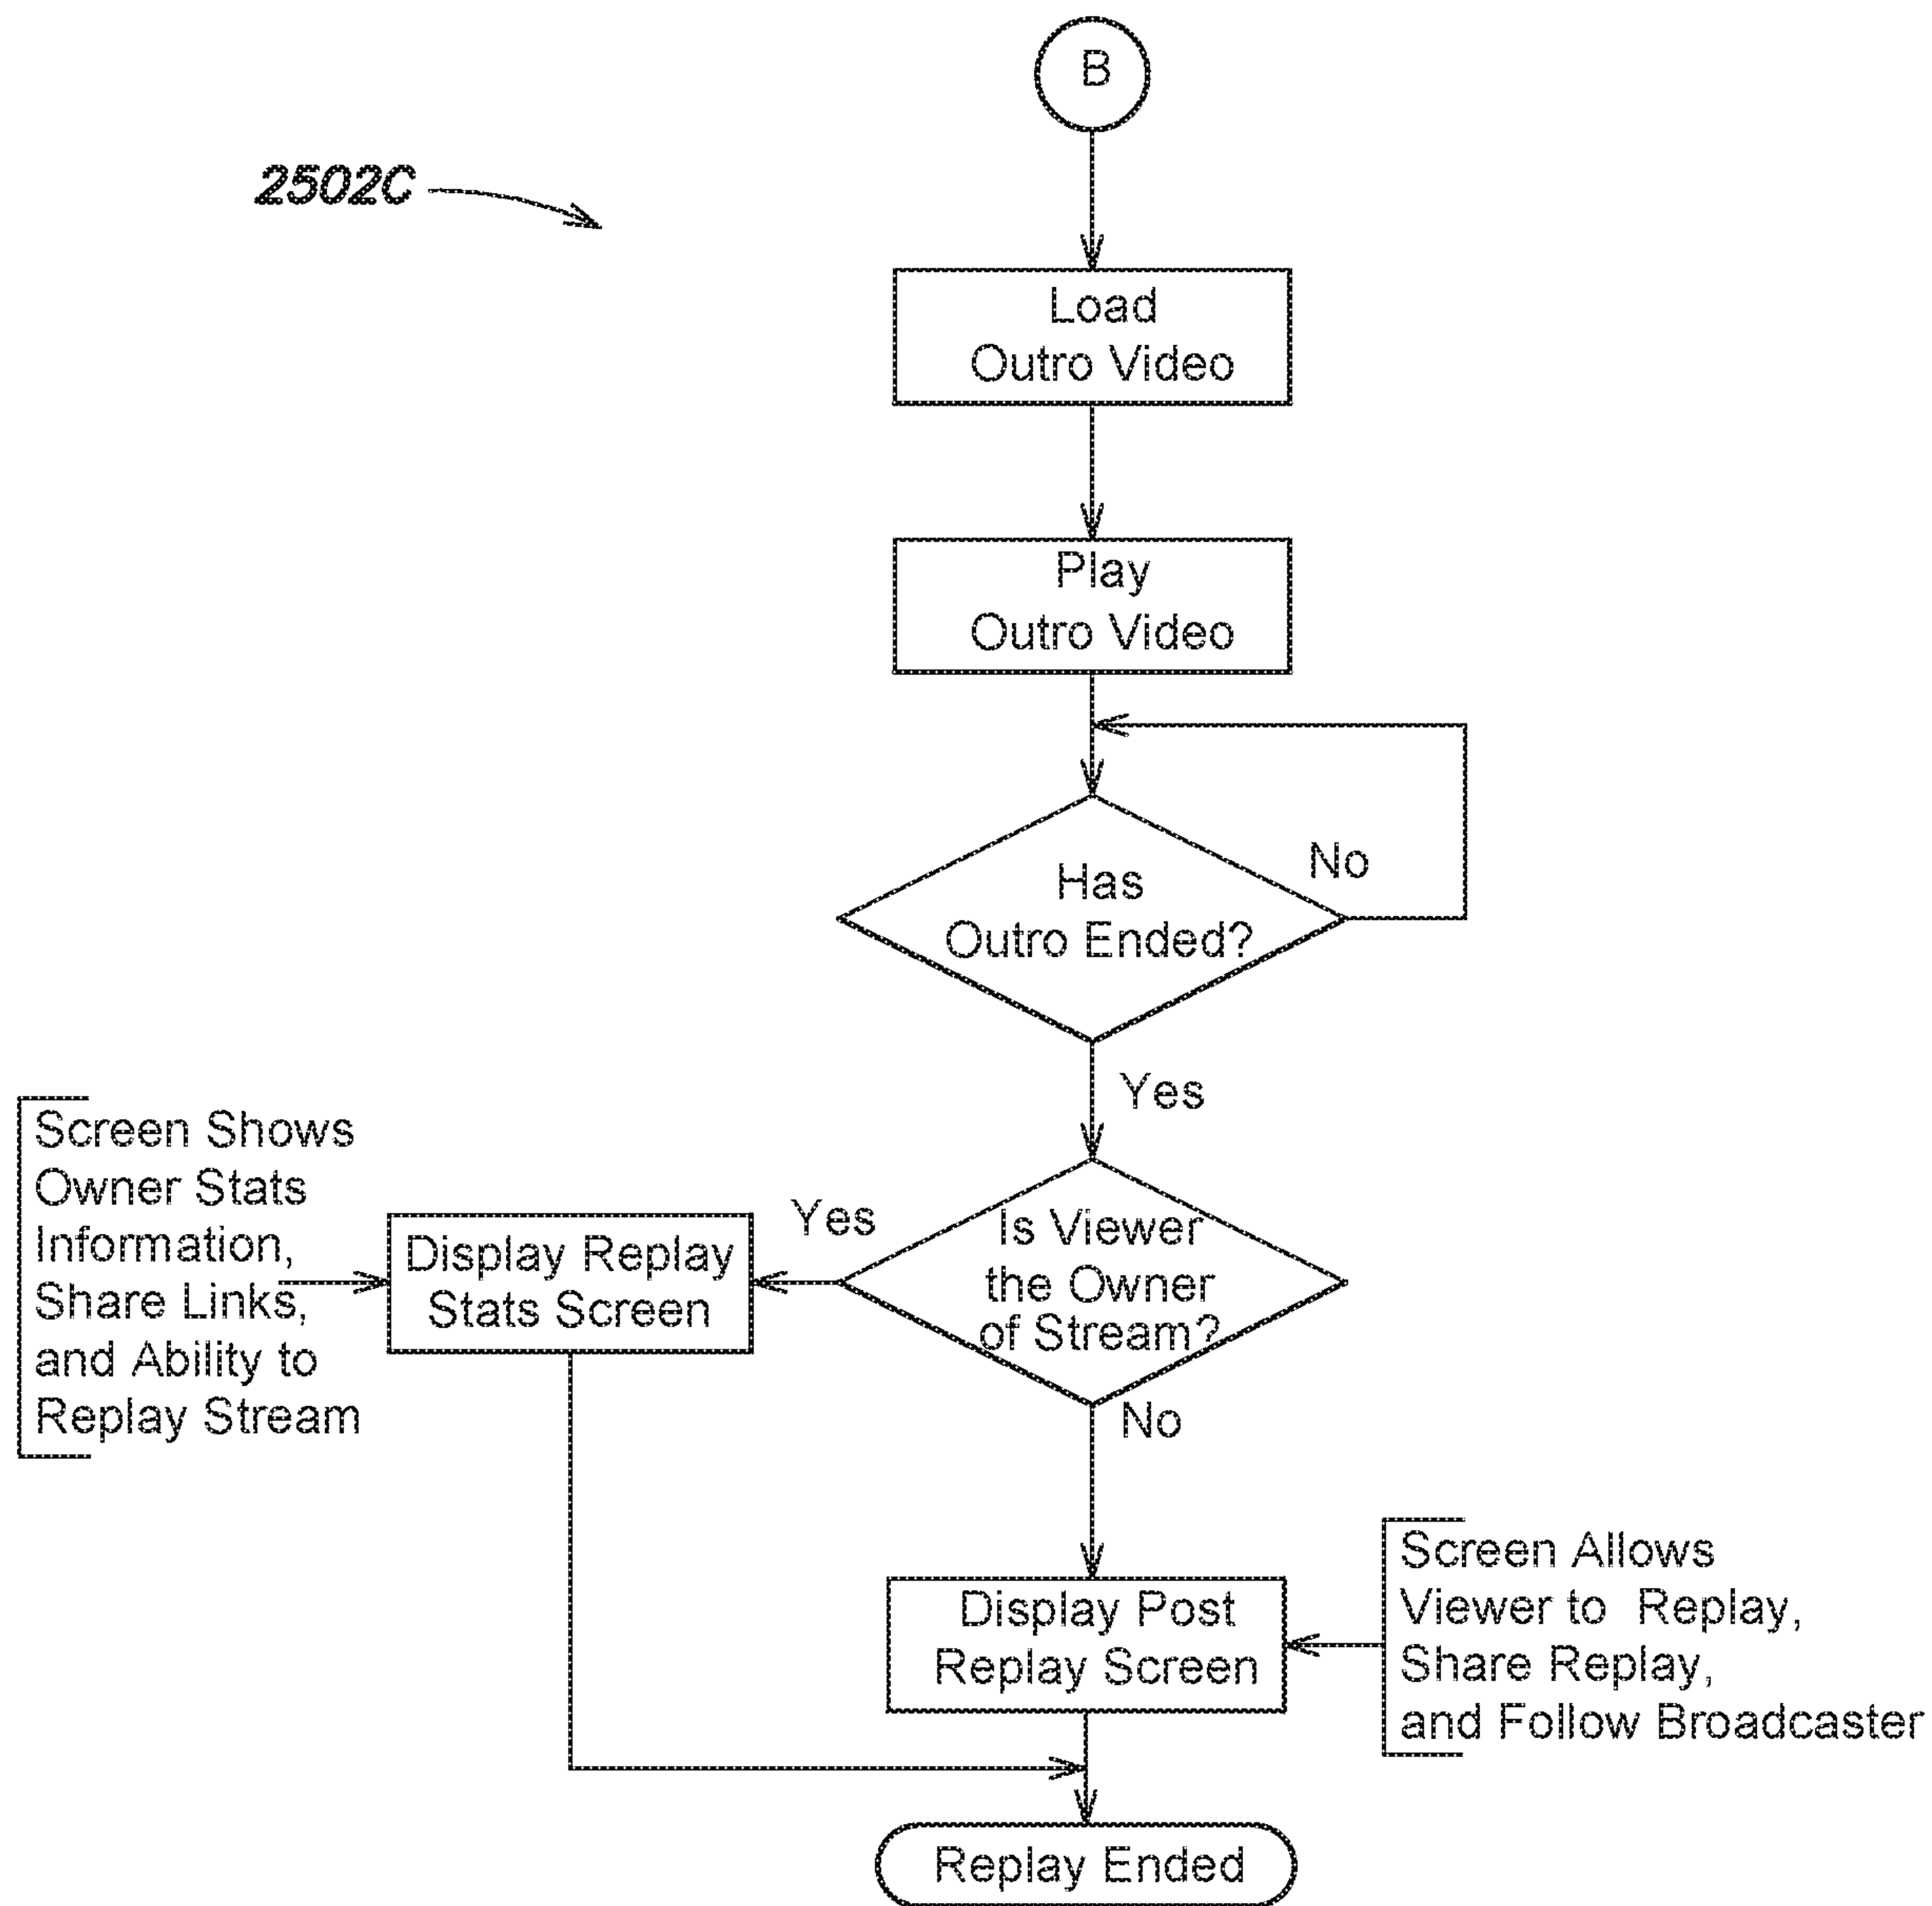 B
2502C
Load
Outro Video
Play
Outro Video
Has
Outro Ended?
No
Yes
Screen Shows
Owner Stats
Information,
Share Links,
and Ability to
Replay Stream
Display Replay
Stats Screen
Yes
Is Viewer
the Owner
of Stream?
No
Display Post
Replay Screen
Screen Allows
Viewer to Replay,
Share Replay,
and Follow Broadcaster
Replay Ended